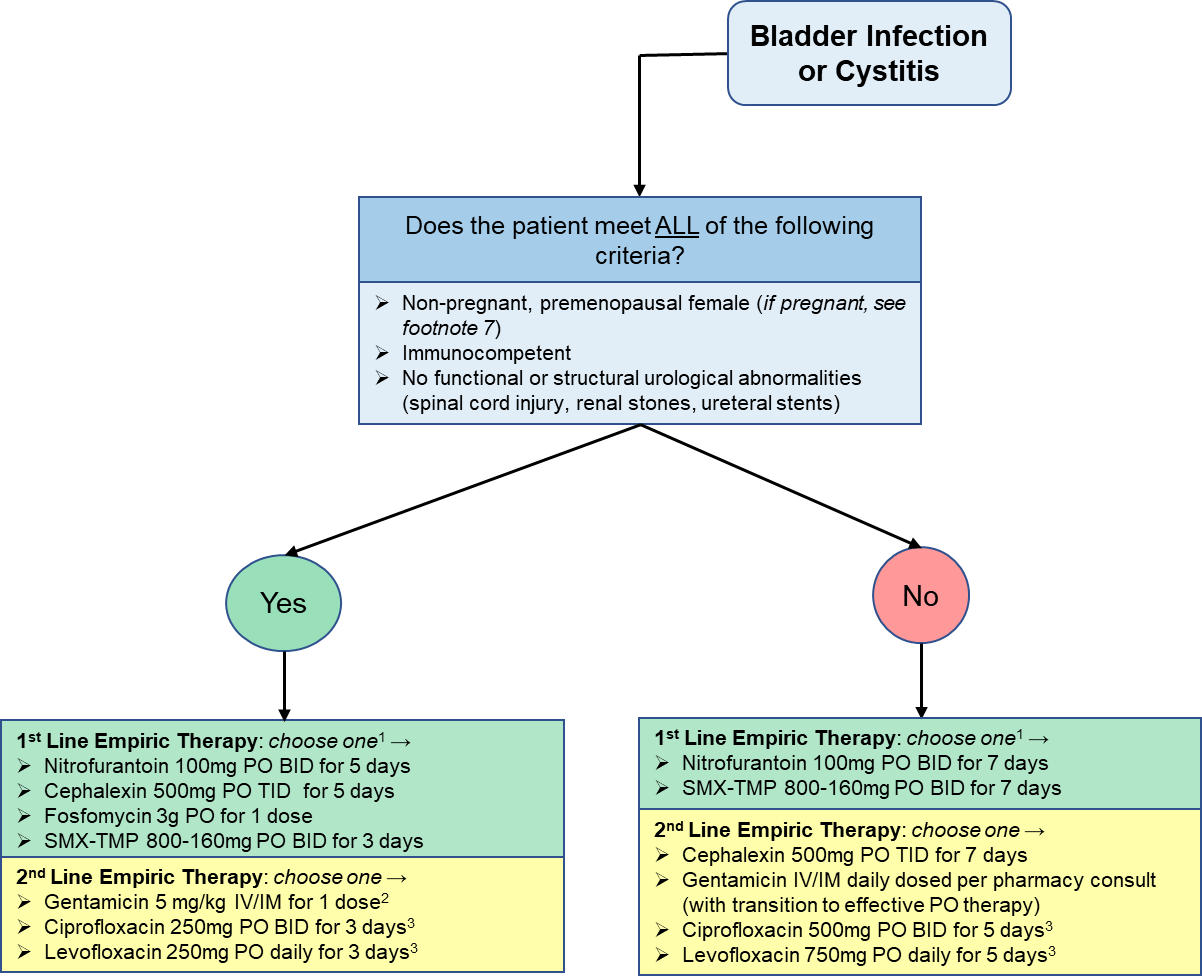 Bladder Infection
or Cystitis
Does the patient meet ALL of the following
criteria?
➢ Non-pregnant, premenopausal female (if pregnant, see
footnote 7)
➢ Immunocompetent
➢ No functional or structural urological abnormalities
(spinal cord injury, renal stones, ureteral stents)
Yes
No
1st Line Empiric Therapy: choose one1 →
➢ Nitrofurantoin 100mg PO BID for 5 days
➢ Cephalexin 500mg PO TID for 5 days
➢ Fosfomycin 3g PO for 1 dose
➢ SMX-TMP 800-160mg PO BID for 3 days
2nd Line Empiric Therapy: choose one →
➢ Gentamicin 5 mg/kg IV/IM for 1 dose2
➢ Ciprofloxacin 250mg PO BID for 3 days3
➢ Levofloxacin 250mg PO daily for 3 days3
1st Line Empiric Therapy: choose one1 →
➢ Nitrofurantoin 100mg PO BID for 7 days
➢ SMX-TMP 800-160mg PO BID for 7 days
2nd Line Empiric Therapy: choose one →
➢ Cephalexin 500mg PO TID for 7 days
➢ Gentamicin IV/IM daily dosed per pharmacy consult
(with transition to effective PO therapy)
➢ Ciprofloxacin 500mg PO BID for 5 days3
➢ Levofloxacin 750mg PO daily for 5 days3